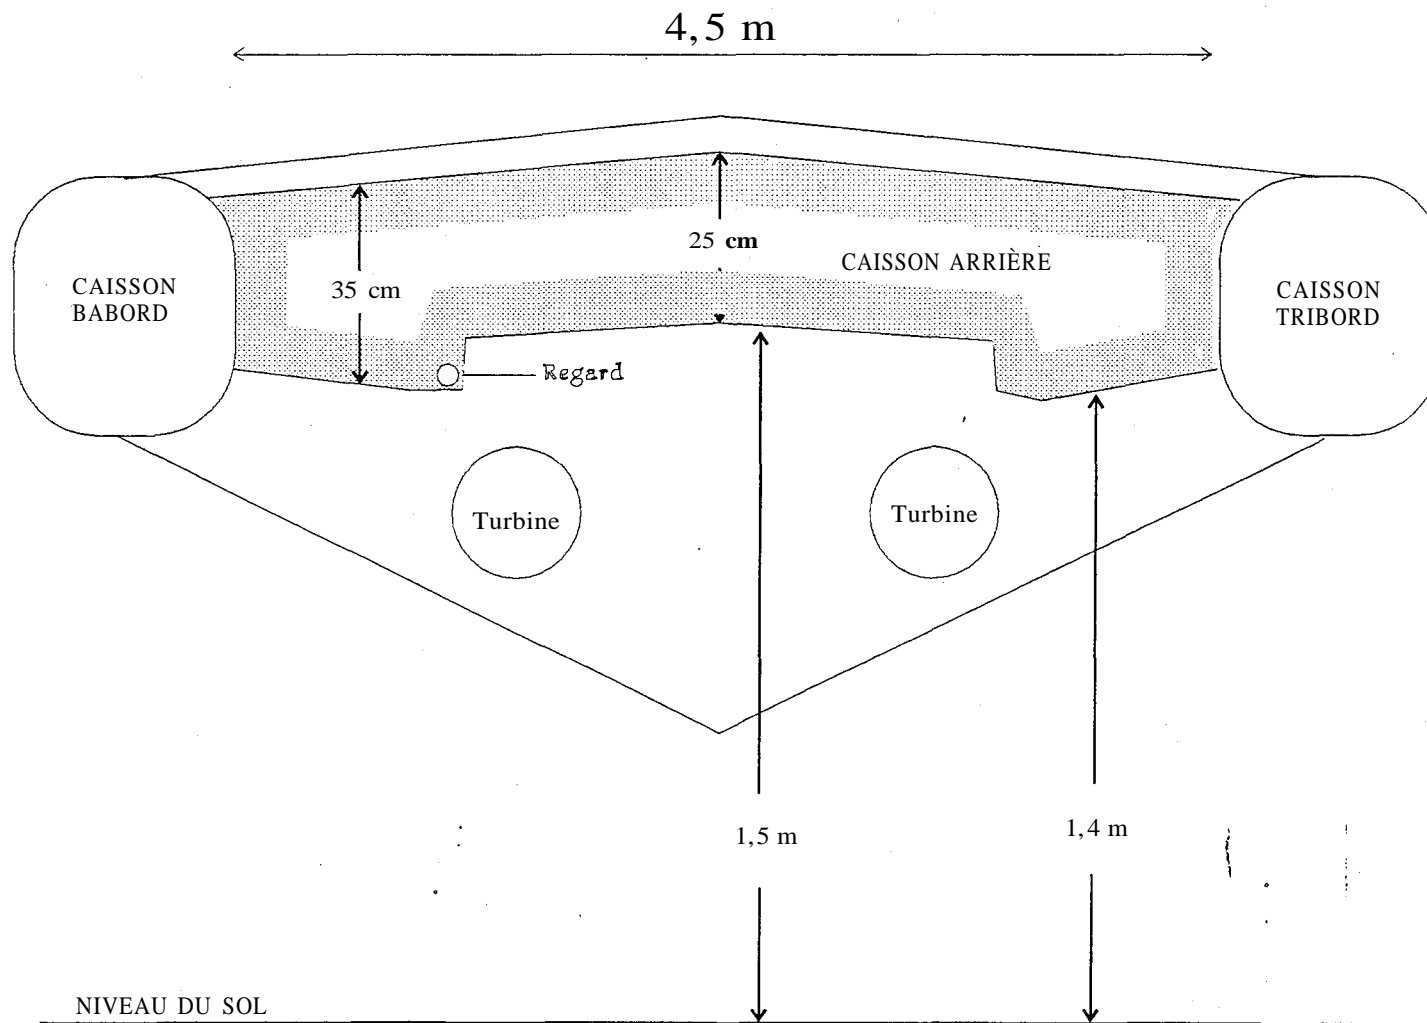 4,5 m
25 cm
CAISSON ARRIÈRE
35 cm
CAISSON
BABORD
CAISSON
TRIBORD
Regard
Turbine
Turbine
1,5 m
1,4 m
NIVEAU DU SOL